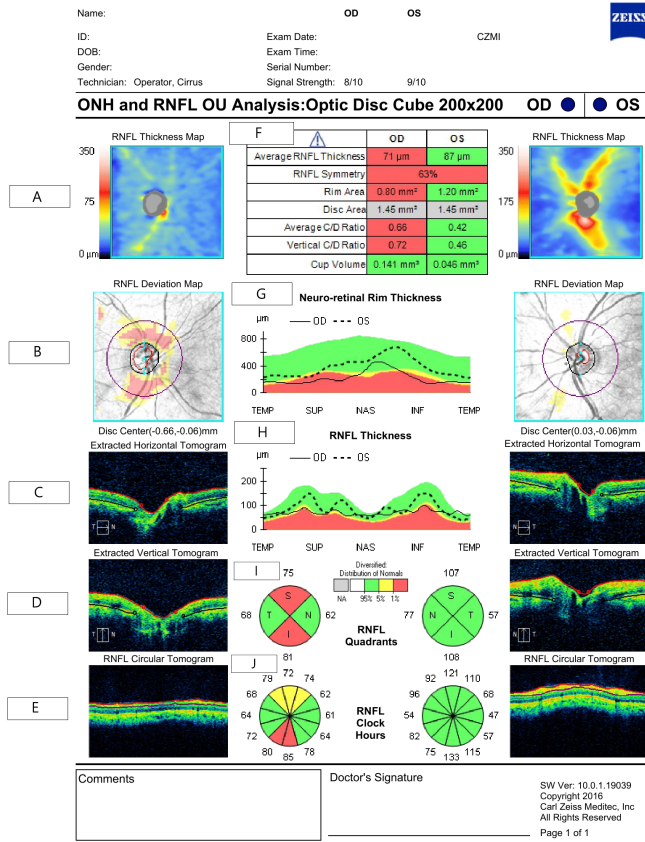 Name: OD OS
ZEISS
ID: Exam Date: CZMI
DOB: Exam Time:
Gender: Serial Number:
Technician: Operator, Cirrus Signal Strength: 8/10 9/10
ONH and RNFL OU Analysis:Optic Disc Cube 200x200 OD OS
RNFL Thickness Map
350
75
0 µm
A
F
OD OS
Average RNFL Thickness 71 µm 87 µm
RNFL Symmetry 63%
Rim Area 0.80 mm² 1.20 mm²
Disc Area 1.45 mm² 1.45 mm²
Average C/D Ratio 0.66 0.42
Vertical C/D Ratio 0.72 0.46
Cup Volume 0.141 mm³ 0.046 mm³
RNFL Thickness Map
350
175
0 µm
RNFL Deviation Map
B
Disc Center(-0.66,-0.06)mm
G
Neuro-retinal Rim Thickness
µm OD OS
800
400
0
TEMP SUP NAS INF TEMP
RNFL Deviation Map
Disc Center(0.03,-0.06)mm
Extracted Horizontal Tomogram
C
T N
H
RNFL Thickness
µm OD OS
200
100
0
TEMP SUP NAS INF TEMP
Extracted Horizontal Tomogram
N T
Extracted Vertical Tomogram
D
T N
I
75
68 S T N I 62
81
Diversified:
Distribution of Normals
NA 95% 5% 1%
RNFL
Quadrants
107
77 S N T I 57
108
Extracted Vertical Tomogram
N T
RNFL Circular Tomogram
E
J
79 72 74
68 62
64 61
72 64
80 85 78
RNFL
Clock
Hours
92 121 110
96 68
54 47
82 57
75 133 115
RNFL Circular Tomogram
Comments
Doctor's Signature
SW Ver: 10.0.1.19039
Copyright 2016
Carl Zeiss Meditec, Inc
All Rights Reserved
Page 1 of 1